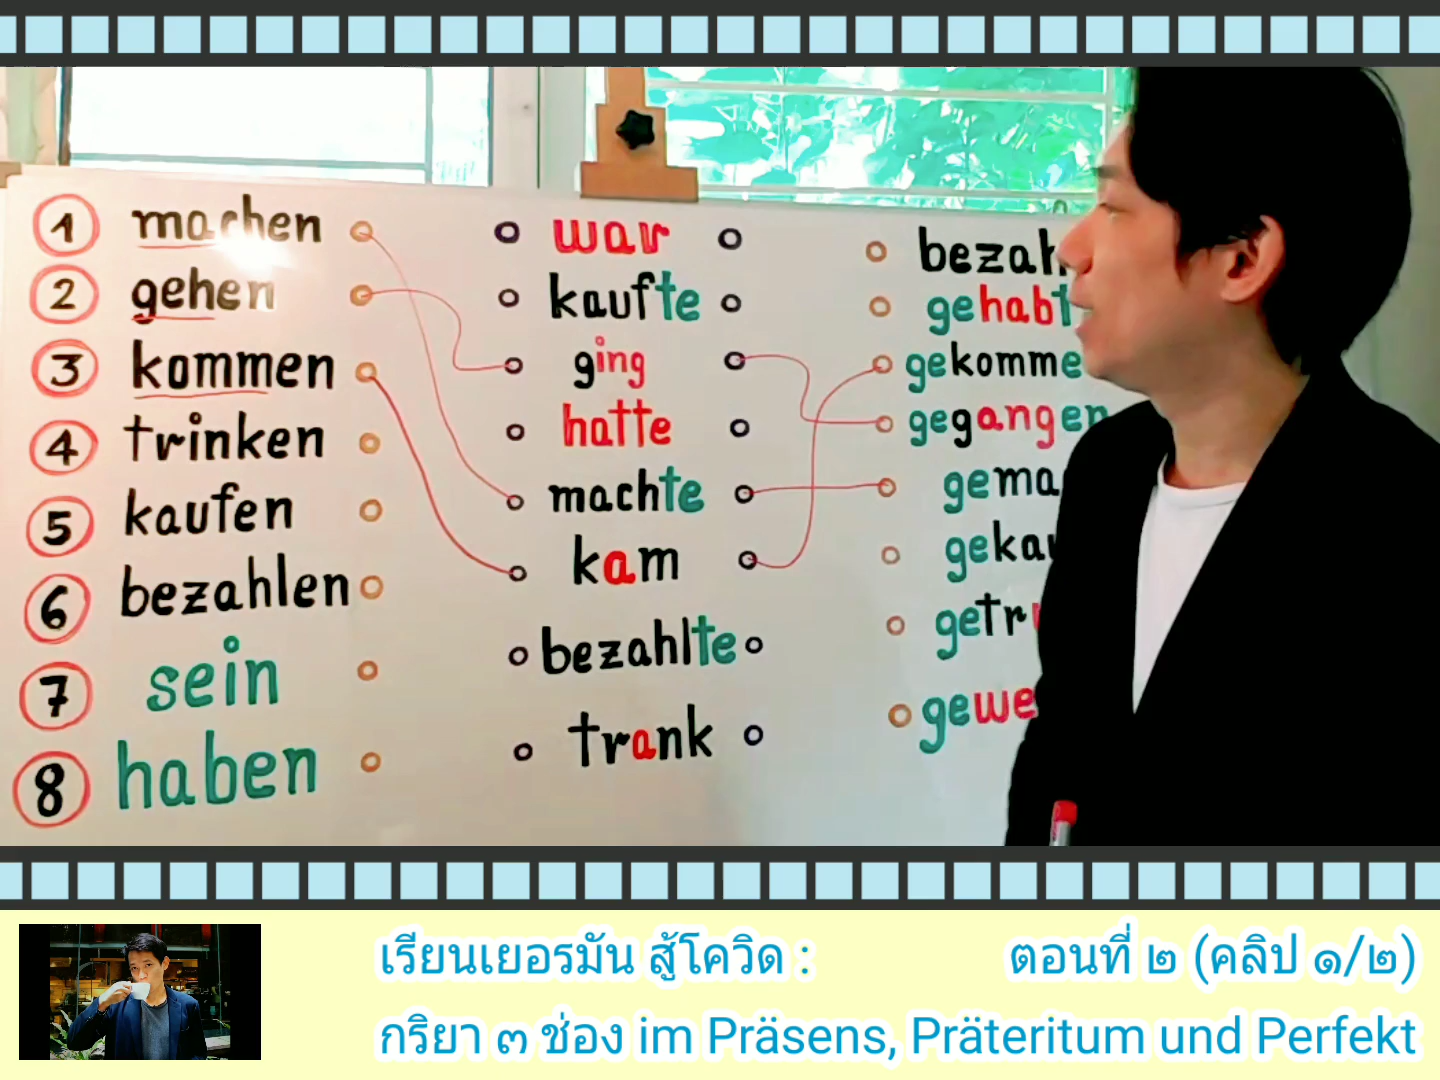 1 machen war
2 gehen kaufte
3 kommen ging
4 trinken hatte gegangen
5 kaufen machte
6 bezahlen kam
7 sein bezahlte
8 haben trank
เรียนเยอรมัน สู้โควิด : ตอนที่ ๒ (คลิป ๑/๒)
กริยา ๓ ช่อง im Präsens, Präteritum und Perfekt